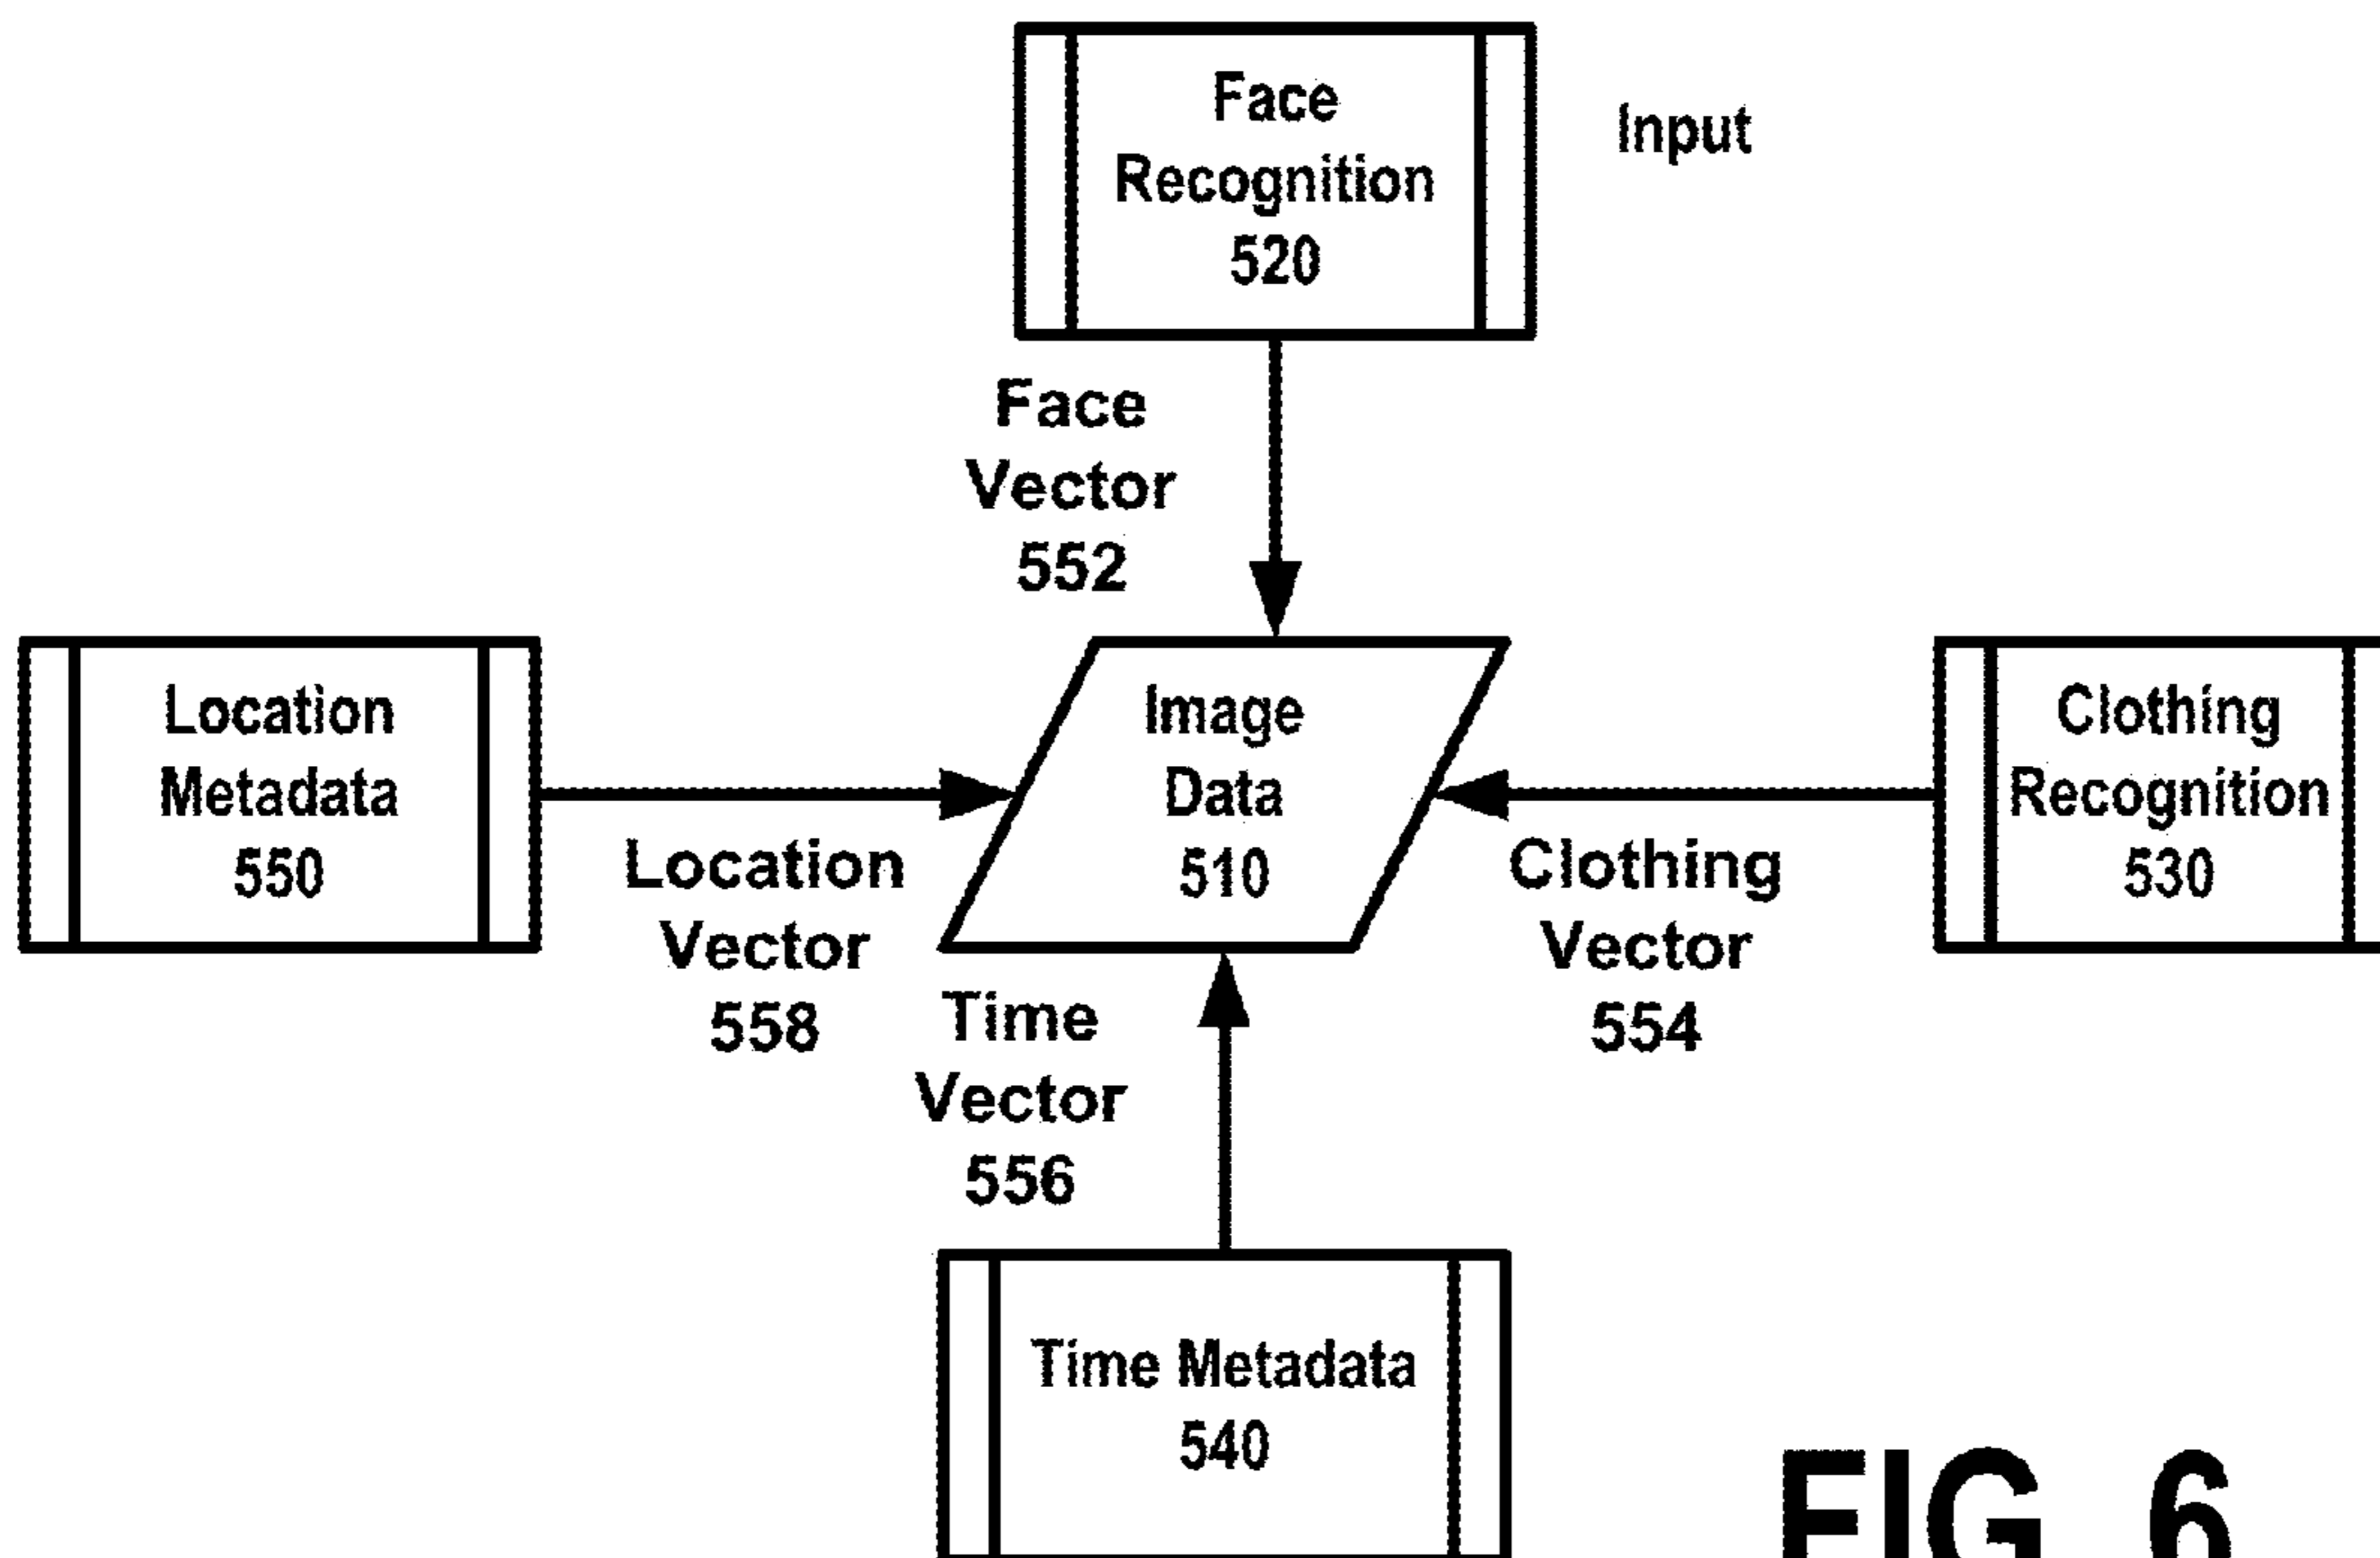 Face
Recognition
520
Input
Face
Vector
552
Location
Metadata
550
Image
Data
510
Clothing
Recognition
530
Location
Vector
558
Clothing
Vector
554
Time
Vector
556
Time Metadata
540
FIG 6